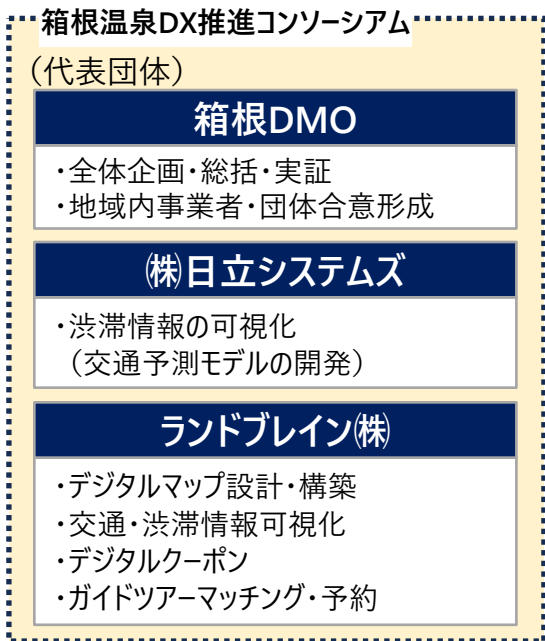 箱根温泉DX推進コンソーシアム
（代表団体）
箱根DMO
・全体企画・総括・実証
・地域内事業者・団体合意形成
㈱日立システムズ
・渋滞情報の可視化
（交通予測モデルの開発）
ランドブレイン㈱
・デジタルマップ設計・構築
・交通・渋滞情報可視化
・デジタルクーポン
・ガイドツアーマッチング・予約